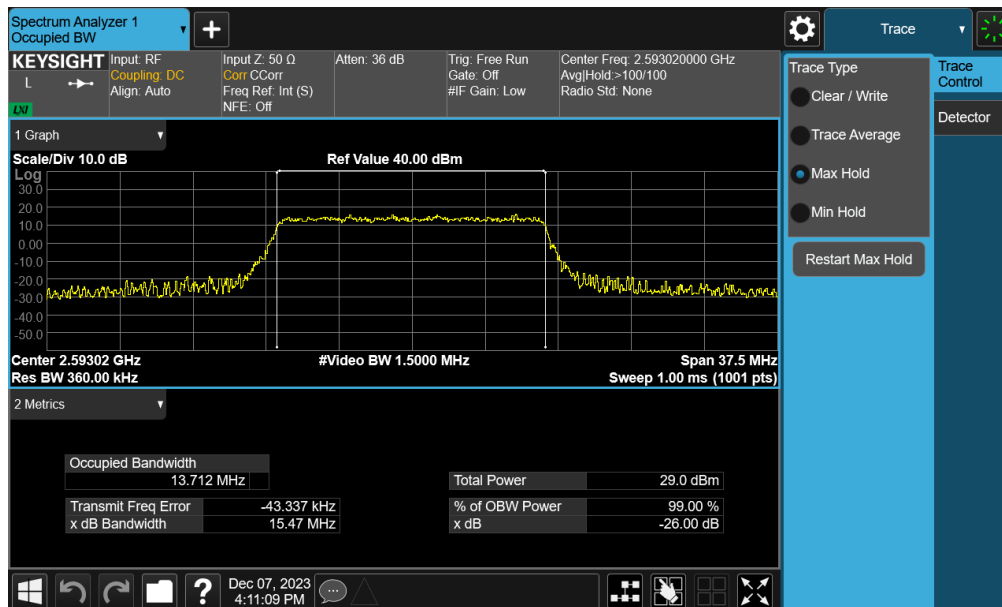 Spectrum Analyzer 1
Occupied BW
+
Trace
KEYSIGHT
L
LXI
Input: RF
Coupling: DC
Align: Auto
Input Z: 50 Ω
Corr CCorr
Freq Ref: Int (S)
NFE: Off
Atten: 36 dB
Trig: Free Run
Gate: Off
#IF Gain: Low
Center Freq: 2.593020000 GHz
Avg|Hold:>100/100
Radio Std: None
Trace Type
Clear / Write
Trace Average
Max Hold
Min Hold
Restart Max Hold
Trace
Control
Detector
1 Graph
Scale/Div 10.0 dB
Ref Value 40.00 dBm
Log
30.0
20.0
10.0
0.00
-10.0
-20.0
-30.0
-40.0
-50.0
Center 2.59302 GHz
#Video BW 1.5000 MHz
Span 37.5 MHz
Res BW 360.00 kHz
Sweep 1.00 ms (1001 pts)
2 Metrics
Occupied Bandwidth
13.712 MHz
Total Power 29.0 dBm
Transmit Freq Error -43.337 kHz
% of OBW Power 99.00 %
x dB Bandwidth 15.47 MHz
x dB -26.00 dB
?
Dec 07, 2023
4:11:09 PM